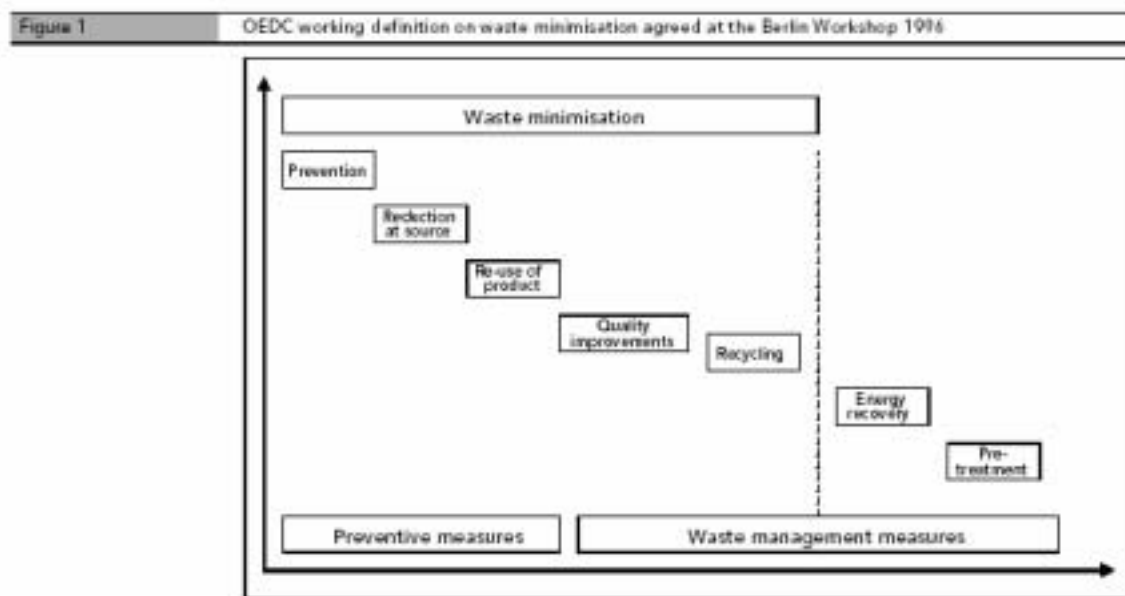 Figure 1
OEDC working definition on waste minimisation agreed at the Berlin Workshop 1996
Waste minimisation
Prevention
Reduction
at source
Re-use of
product
Quality
improvements
Recycling
Energy
recovery
Pre-
treatment
Preventive measures
Waste management measures